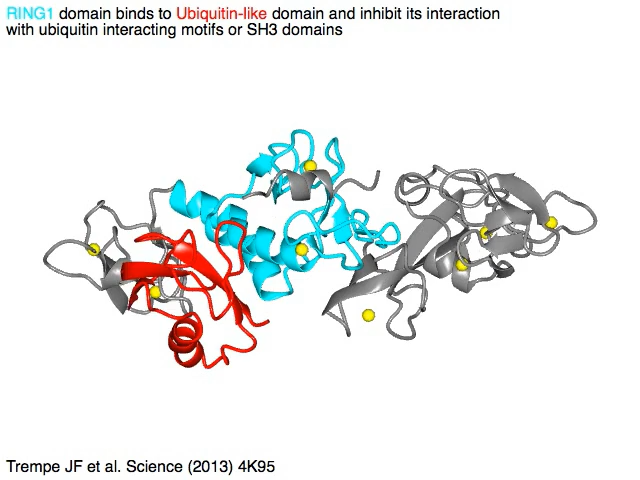 RING1 domain binds to Ubiquitin-like domain and inhibit its interaction
with ubiquitin interacting motifs or SH3 domains
Trempe JF et al. Science (2013) 4K95